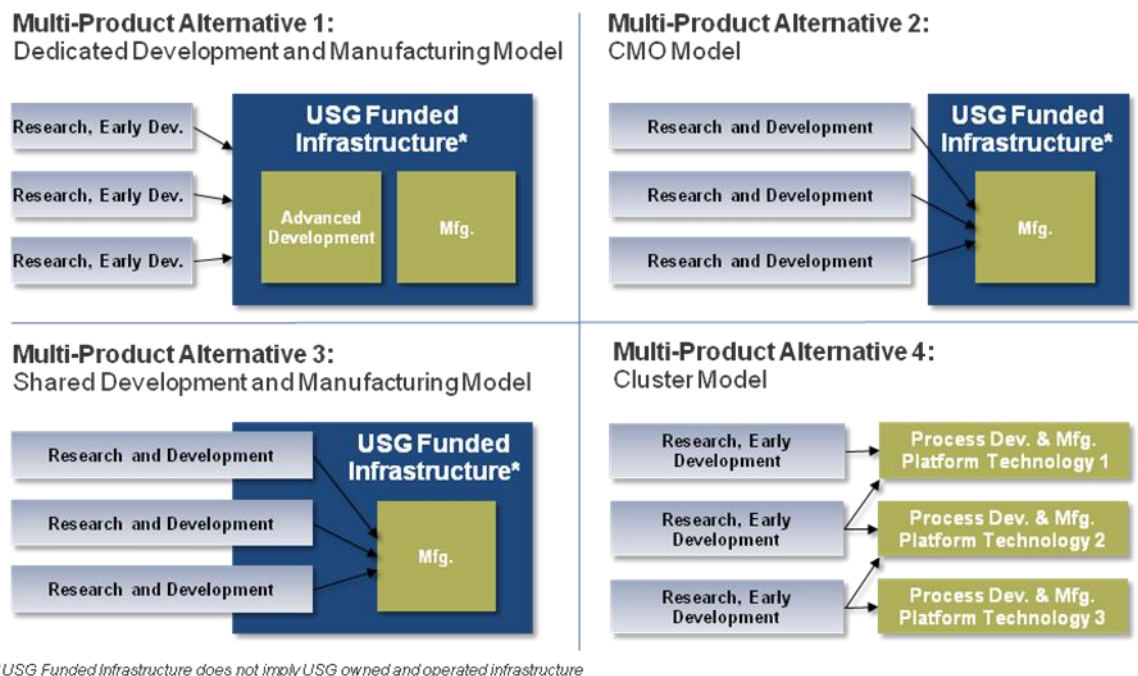 Multi-Product Alternative 1:
Dedicated Development and Manufacturing Model
Research, Early Dev.
Research, Early Dev.
Research, Early Dev.
USG Funded
Infrastructure*
Advanced
Development
Mfg.
Multi-Product Alternative 2:
CMO Model
Research and Development
Research and Development
Research and Development
USG Funded
Infrastructure*
Mfg.
Multi-Product Alternative 3:
Shared Development and Manufacturing Model
Research and Development
Research and Development
Research and Development
USG Funded
Infrastructure*
Mfg.
Multi-Product Alternative 4:
Cluster Model
Research, Early
Development
Research, Early
Development
Research, Early
Development
Process Dev. & Mfg.
Platform Technology 1
Process Dev. & Mfg.
Platform Technology 2
Process Dev. & Mfg.
Platform Technology 3
*USG Funded Infrastructure does not imply USG owned and operated infrastructure